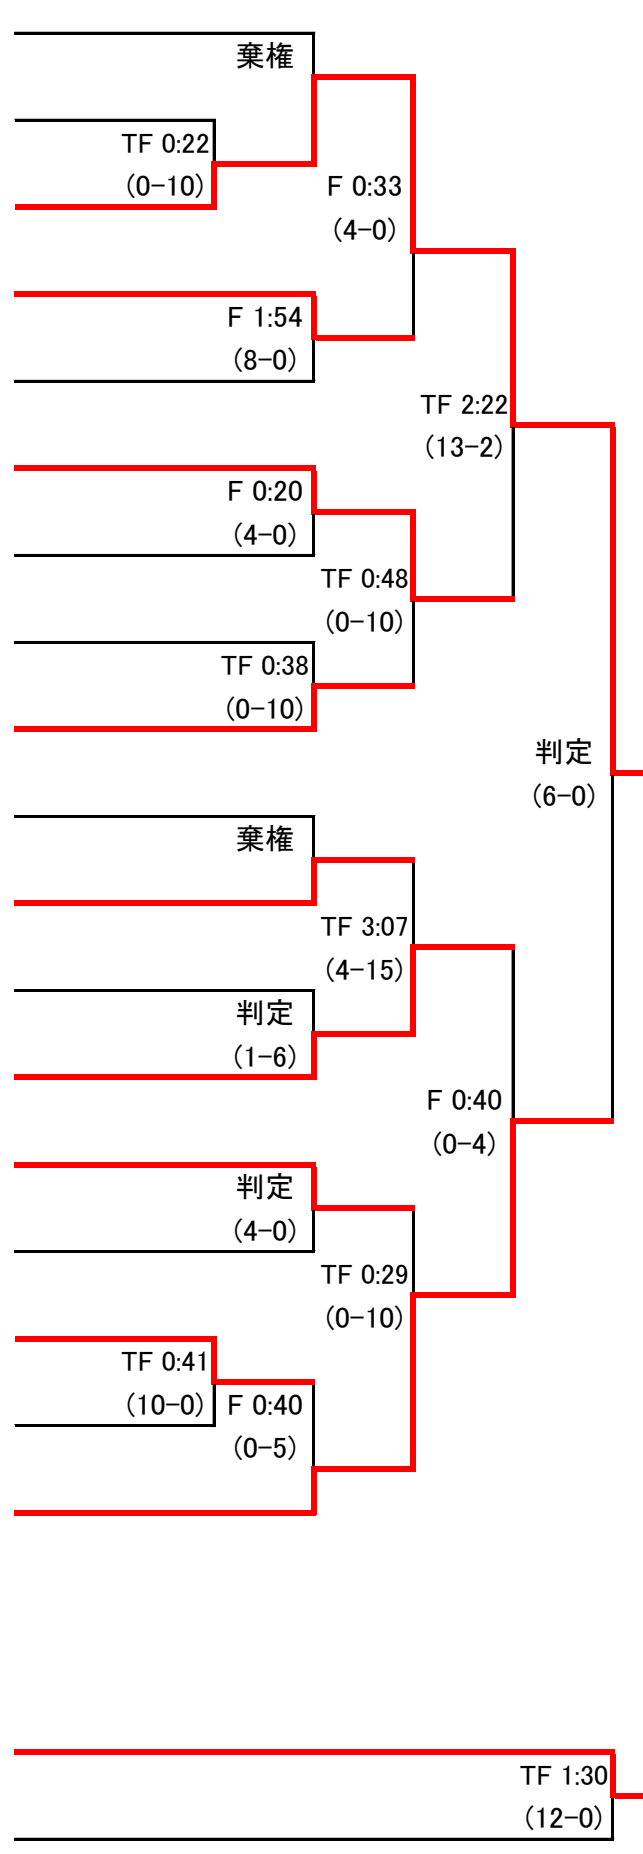 棄権
TF 0:22
(0-10)
F 0:33
(4-0)
F 1:54
(8-0)
TF 2:22
(13-2)
F 0:20
(4-0)
TF 0:48
(0-10)
TF 0:38
(0-10)
判定
(6-0)
棄権
TF 3:07
(4-15)
判定
(1-6)
F 0:40
(0-4)
判定
(4-0)
TF 0:29
(0-10)
TF 0:41
(10-0)
F 0:40
(0-5)
TF 1:30
(12-0)